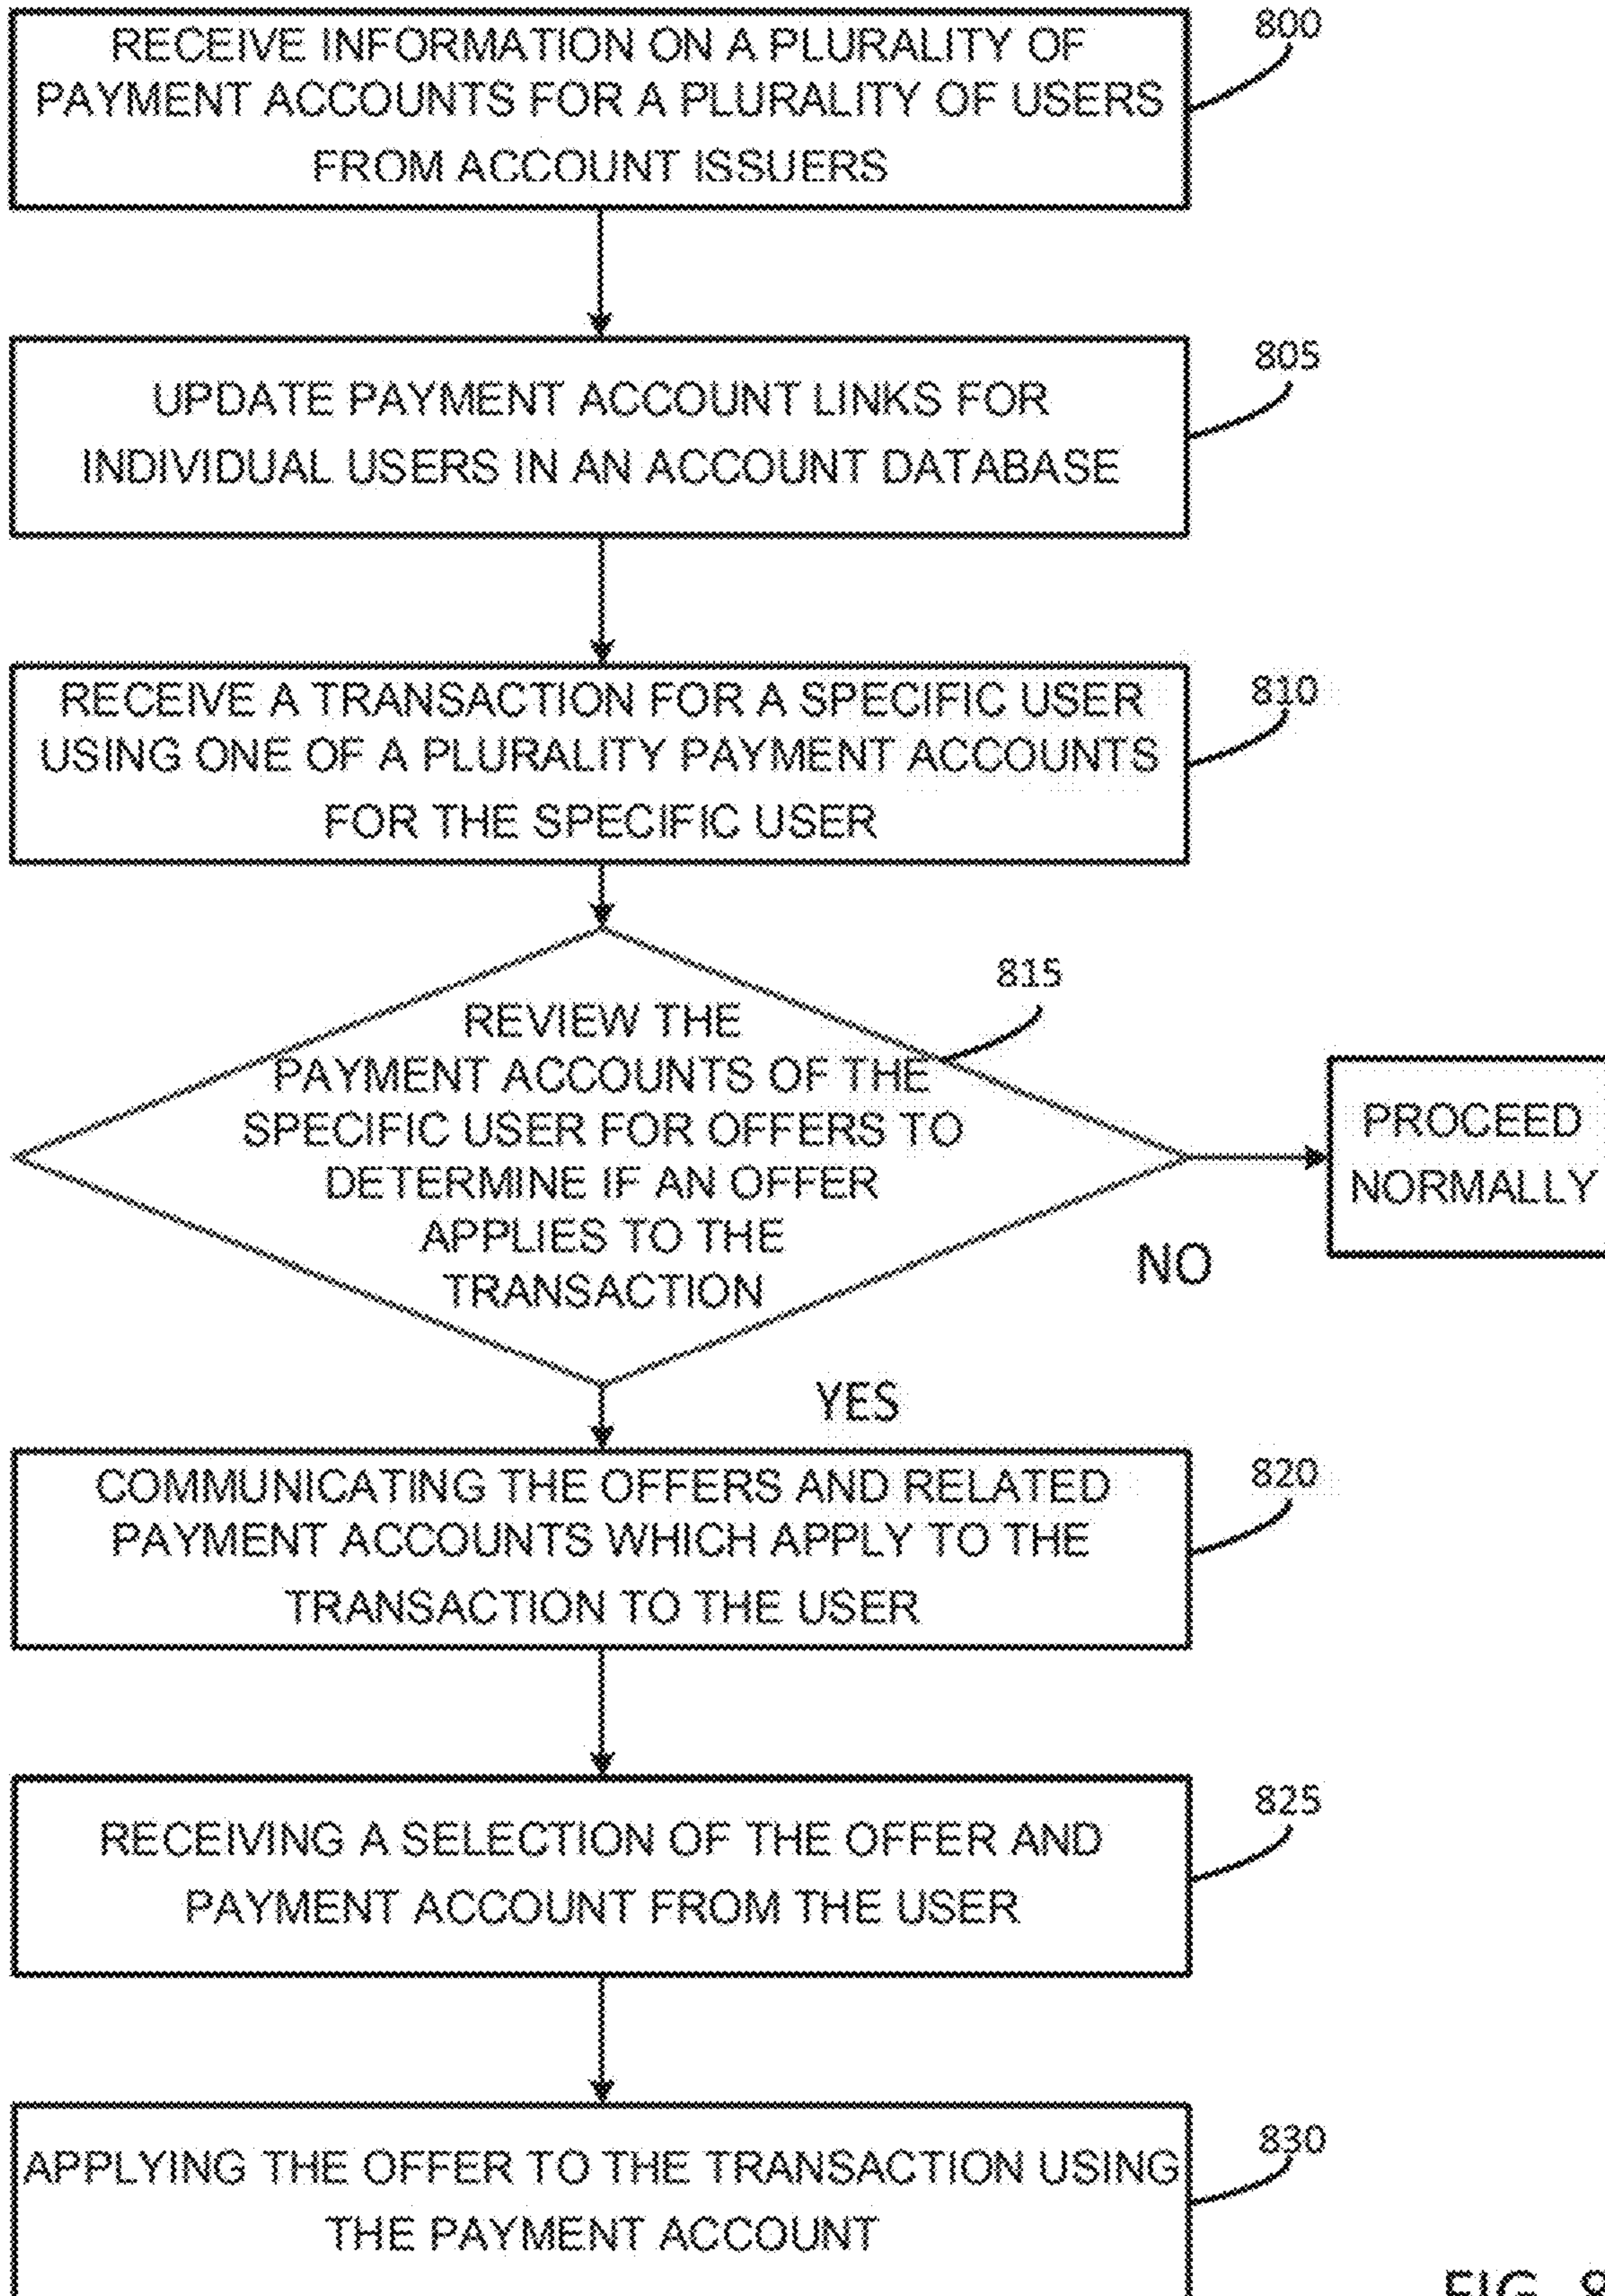 RECEIVE INFORMATION ON A PLURALITY OF
PAYMENT ACCOUNTS FOR A PLURALITY OF USERS
FROM ACCOUNT ISSUERS
800
UPDATE PAYMENT ACCOUNT LINKS FOR
INDIVIDUAL USERS IN AN ACCOUNT DATABASE
805
RECEIVE A TRANSACTION FOR A SPECIFIC USER
USING ONE OF A PLURALITY PAYMENT ACCOUNTS
FOR THE SPECIFIC USER
810
REVIEW THE
PAYMENT ACCOUNTS OF THE
SPECIFIC USER FOR OFFERS TO
DETERMINE IF AN OFFER
APPLIES TO THE
TRANSACTION
815
PROCEED
NORMALLY
NO
YES
COMMUNICATING THE OFFERS AND RELATED
PAYMENT ACCOUNTS WHICH APPLY TO THE
TRANSACTION TO THE USER
820
RECEIVING A SELECTION OF THE OFFER AND
PAYMENT ACCOUNT FROM THE USER
825
APPLYING THE OFFER TO THE TRANSACTION USING
THE PAYMENT ACCOUNT
830
FIG. 8